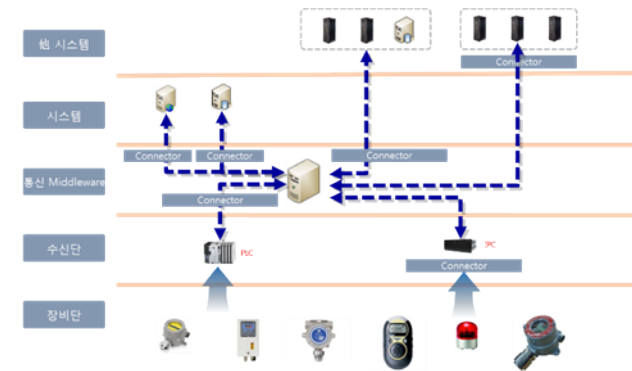 他 시스템
Connector
시스템
Connector
Connector
Connector
통신 Middleware
Connector
수신단
PLC
IPC
Connector
장비단